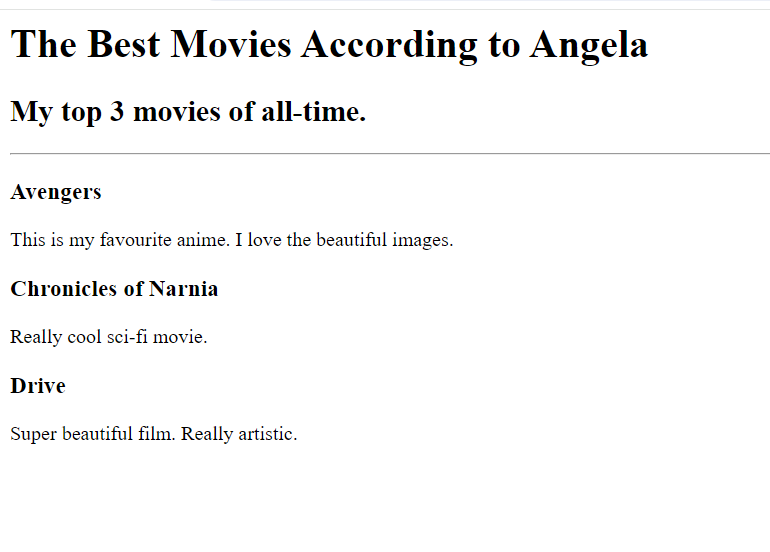 The Best Movies According to Angela
My top 3 movies of all-time.
Avengers
This is my favourite anime. I love the beautiful images.
Chronicles of Narnia
Really cool sci-fi movie.
Drive
Super beautiful film. Really artistic.